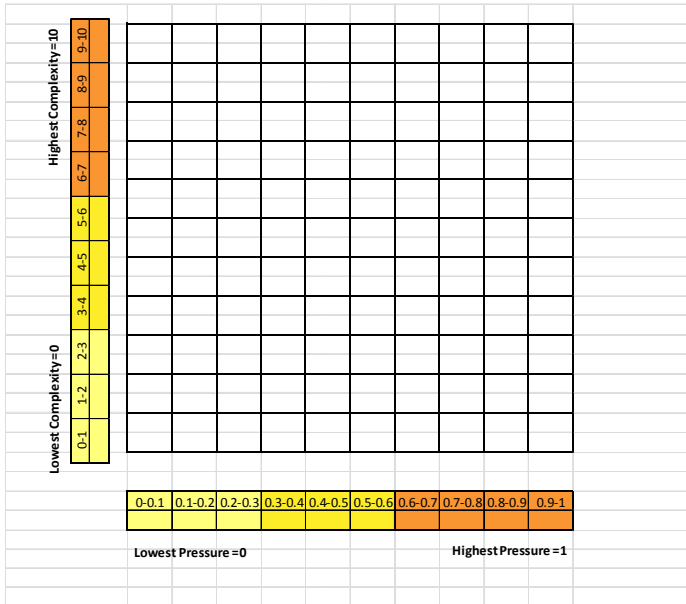 Highest Complexity=10
Lowest Complexity=0
9-10
8-9
7-8
6-7
5-6
4-5
3-4
2-3
1-2
0-1
0-0.1 0.1-0.2 0.2-0.3 0.3-0.4 0.4-0.5 0.5-0.6 0.6-0.7 0.7-0.8 0.8-0.9 0.9-1
Lowest Pressure=0 Highest Pressure=1